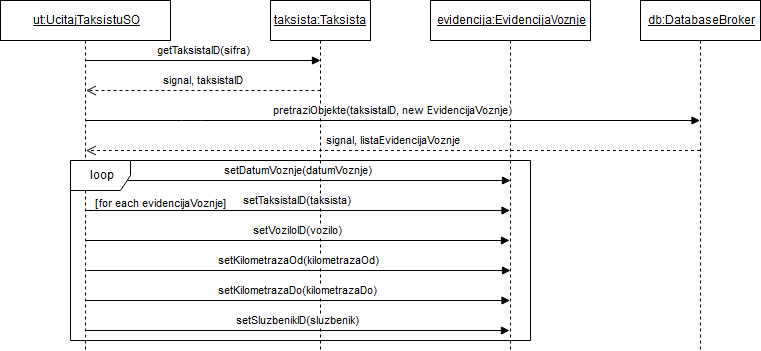 ut:UcitajTaksistuSO
taksista:Taksista
evidencija:EvidencijaVoznje
db:DatabaseBroker
getTaksistaID(sifra)
signal, taksistaID
pretraziObjekte(taksistaID, new EvidencijaVoznje)
signal, listaEvidencijaVoznje
loop
setDatumVoznje(datumVoznje)
[for each evidencijaVoznje]
setTaksistaID(taksista)
setVoziloID(vozilo)
setKilometrazaOd(kilometrazaOd)
setKilometrazaDo(kilometrazaDo)
setSluzbenikID(sluzbenik)